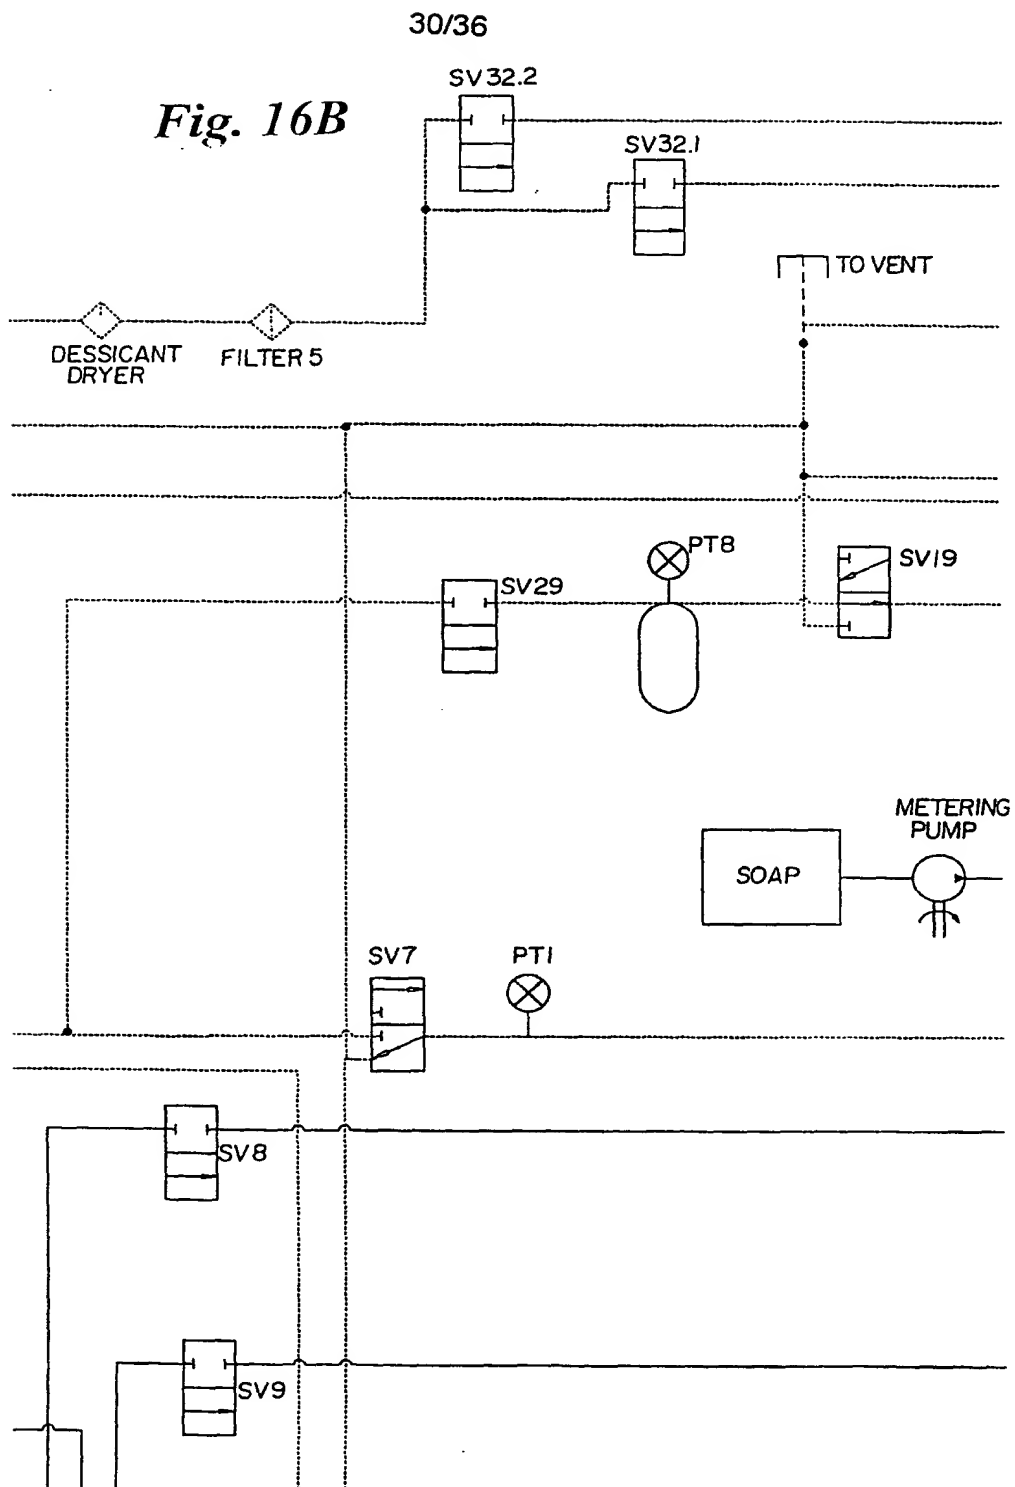 30/36
SV32.2
Fig. 16B
SV32.1
TO VENT
DESSICANT
DRYER
FILTER 5
PT8
SV19
SV29
METERING
PUMP
SOAP
SV7
PT1
SV8
SV9